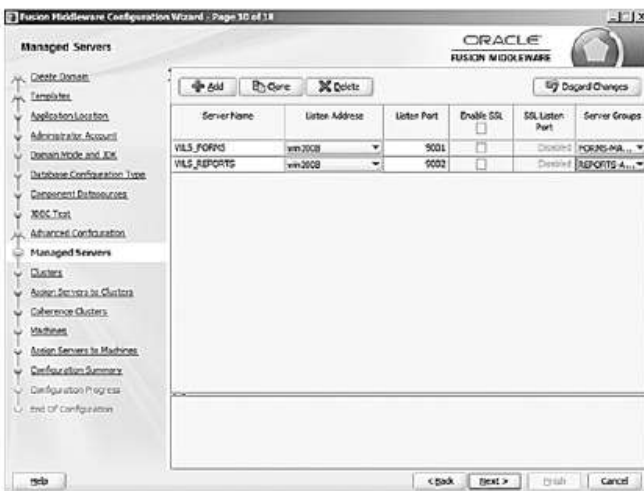 Fusion Middleware Configuration Wizard - Page 10 of 18
Managed Servers
ORACLE
FUSION MIDDLEWARE
Create Domain
Templates
Application Location
Administrator Account
Domain Mode and JDK
Database Configuration Type
Component Datasources
JDBC Test
Advanced Configuration
Managed Servers
Clusters
Assign Servers to Clusters
Coherence Clusters
Machines
Assign Servers to Machines
Configuration Summary
Configuration Progress
End Of Configuration
Add Clone Delete Discard Changes
Server Name Listen Address Listen Port Enable SSL SSL Listen Port Server Groups
WLS_FORMS win2008 9001 Disabled FORMS-MA...
WLS_REPORTS win2008 9002 Disabled REPORTS-A...
Help < Back Next > Finish Cancel